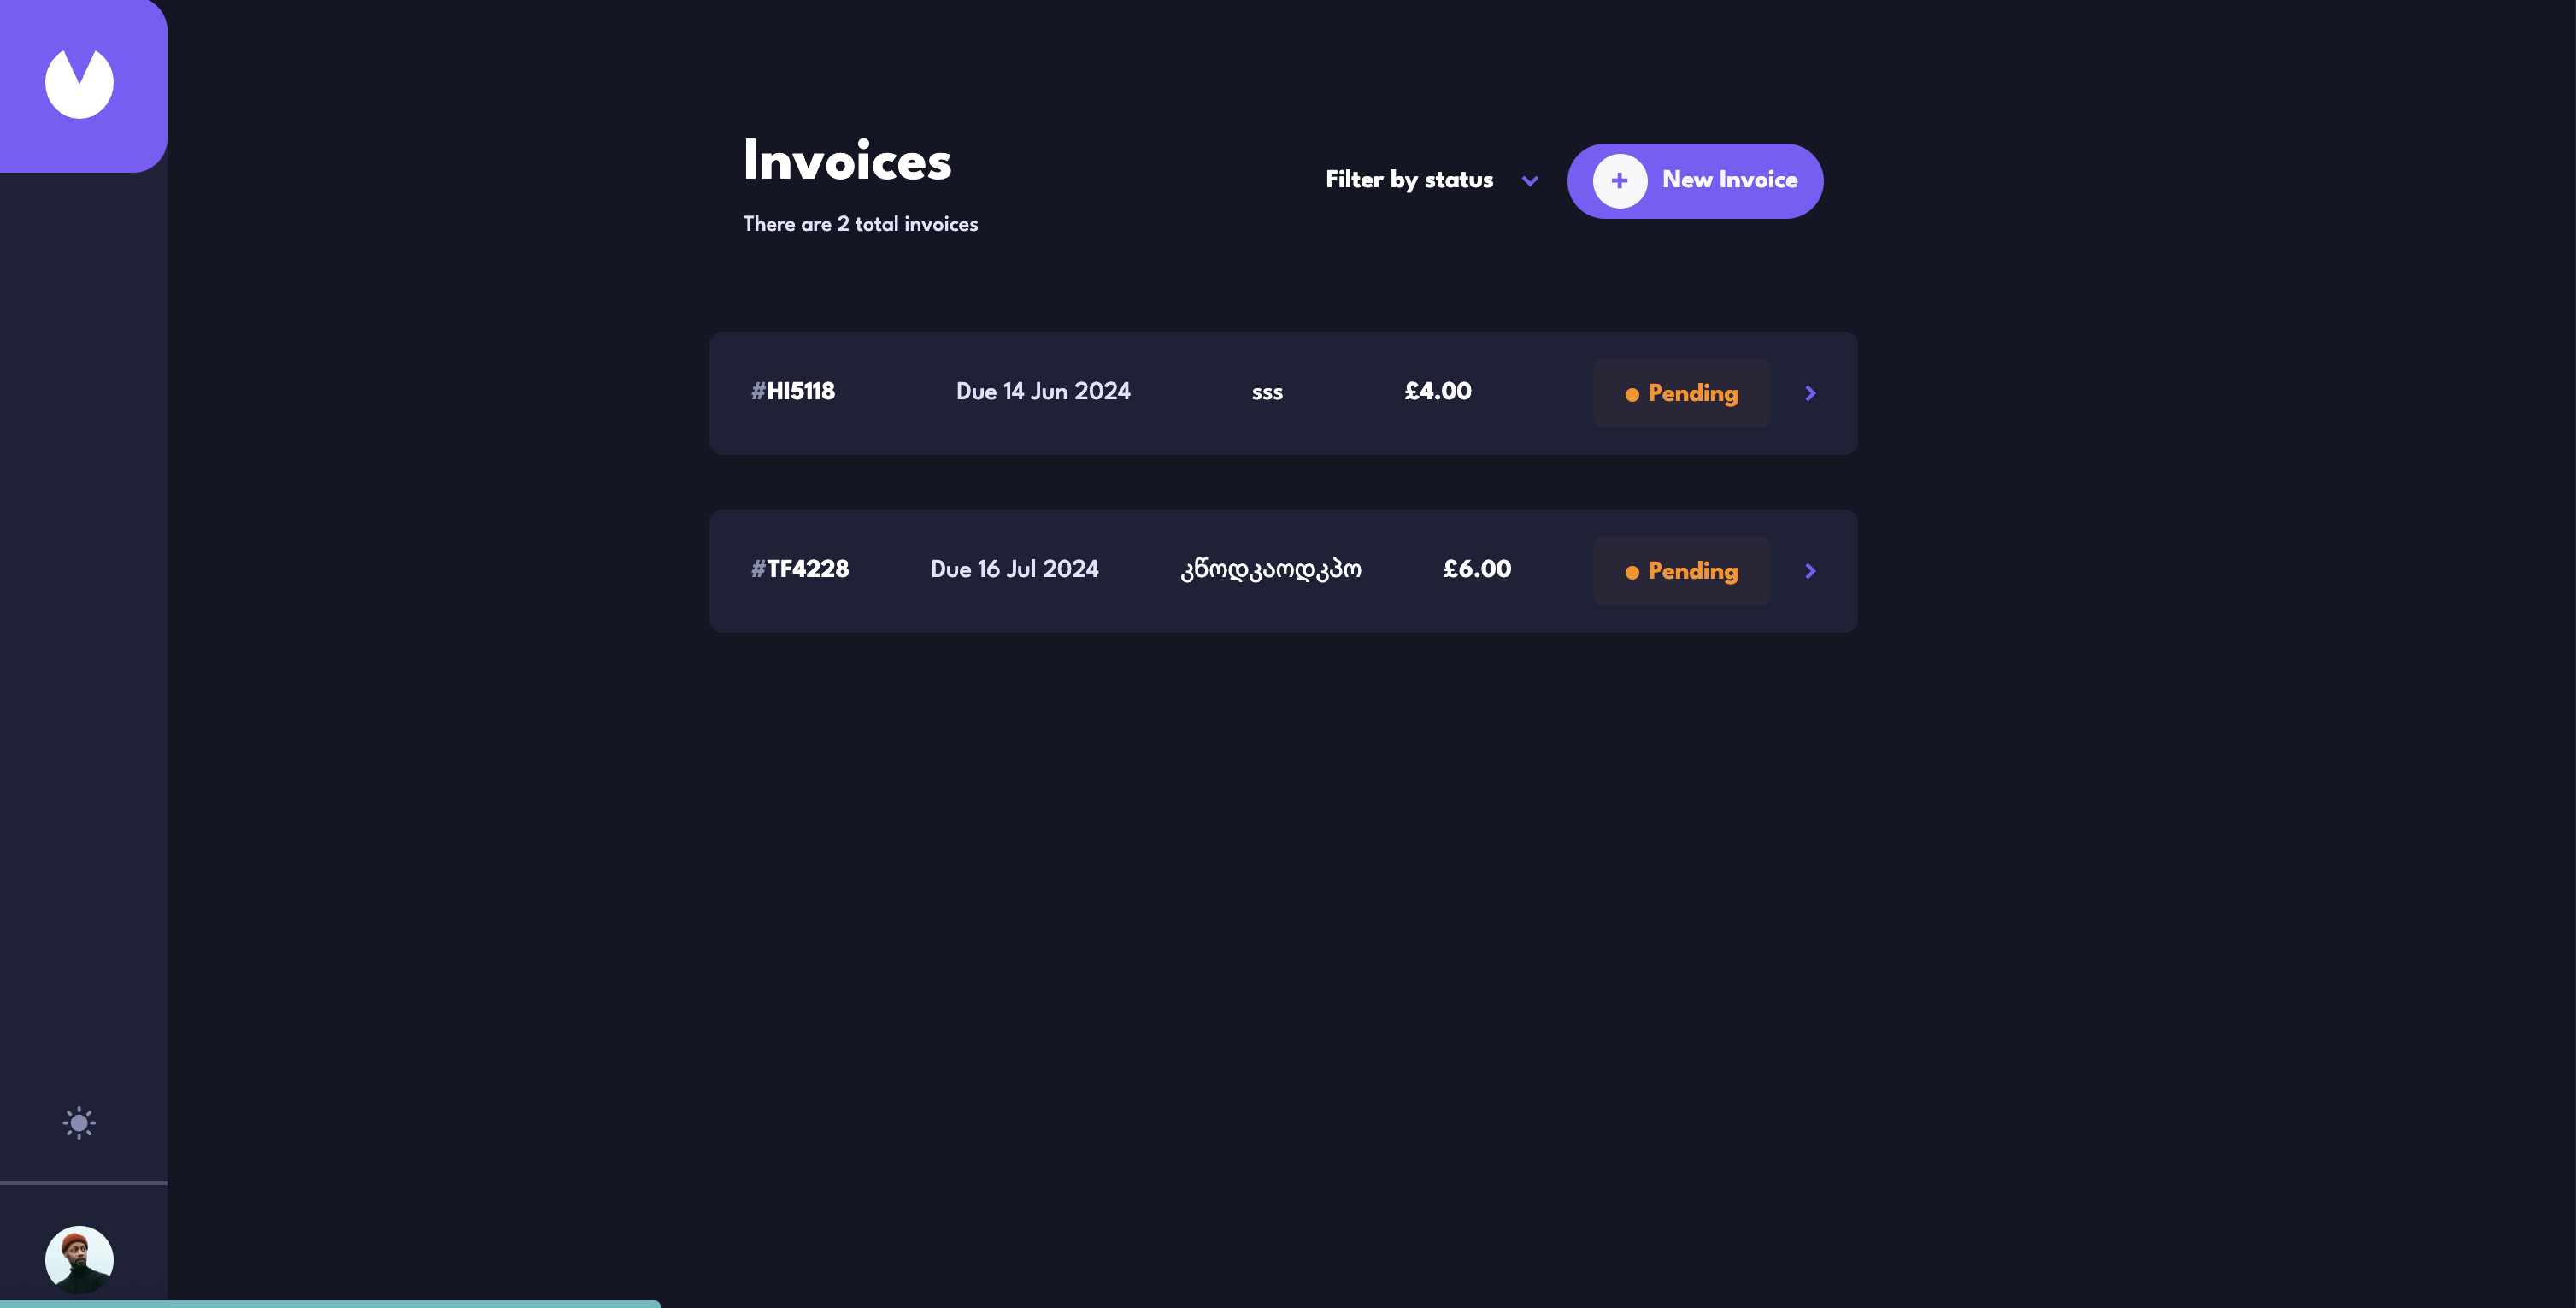 Invoices
There are 2 total invoices
Filter by status
+ New Invoice
#HI5118 Due 14 Jun 2024 sss £4.00 Pending
#TF4228 Due 16 Jul 2024 კწოდკაოდკპო £6.00 Pending